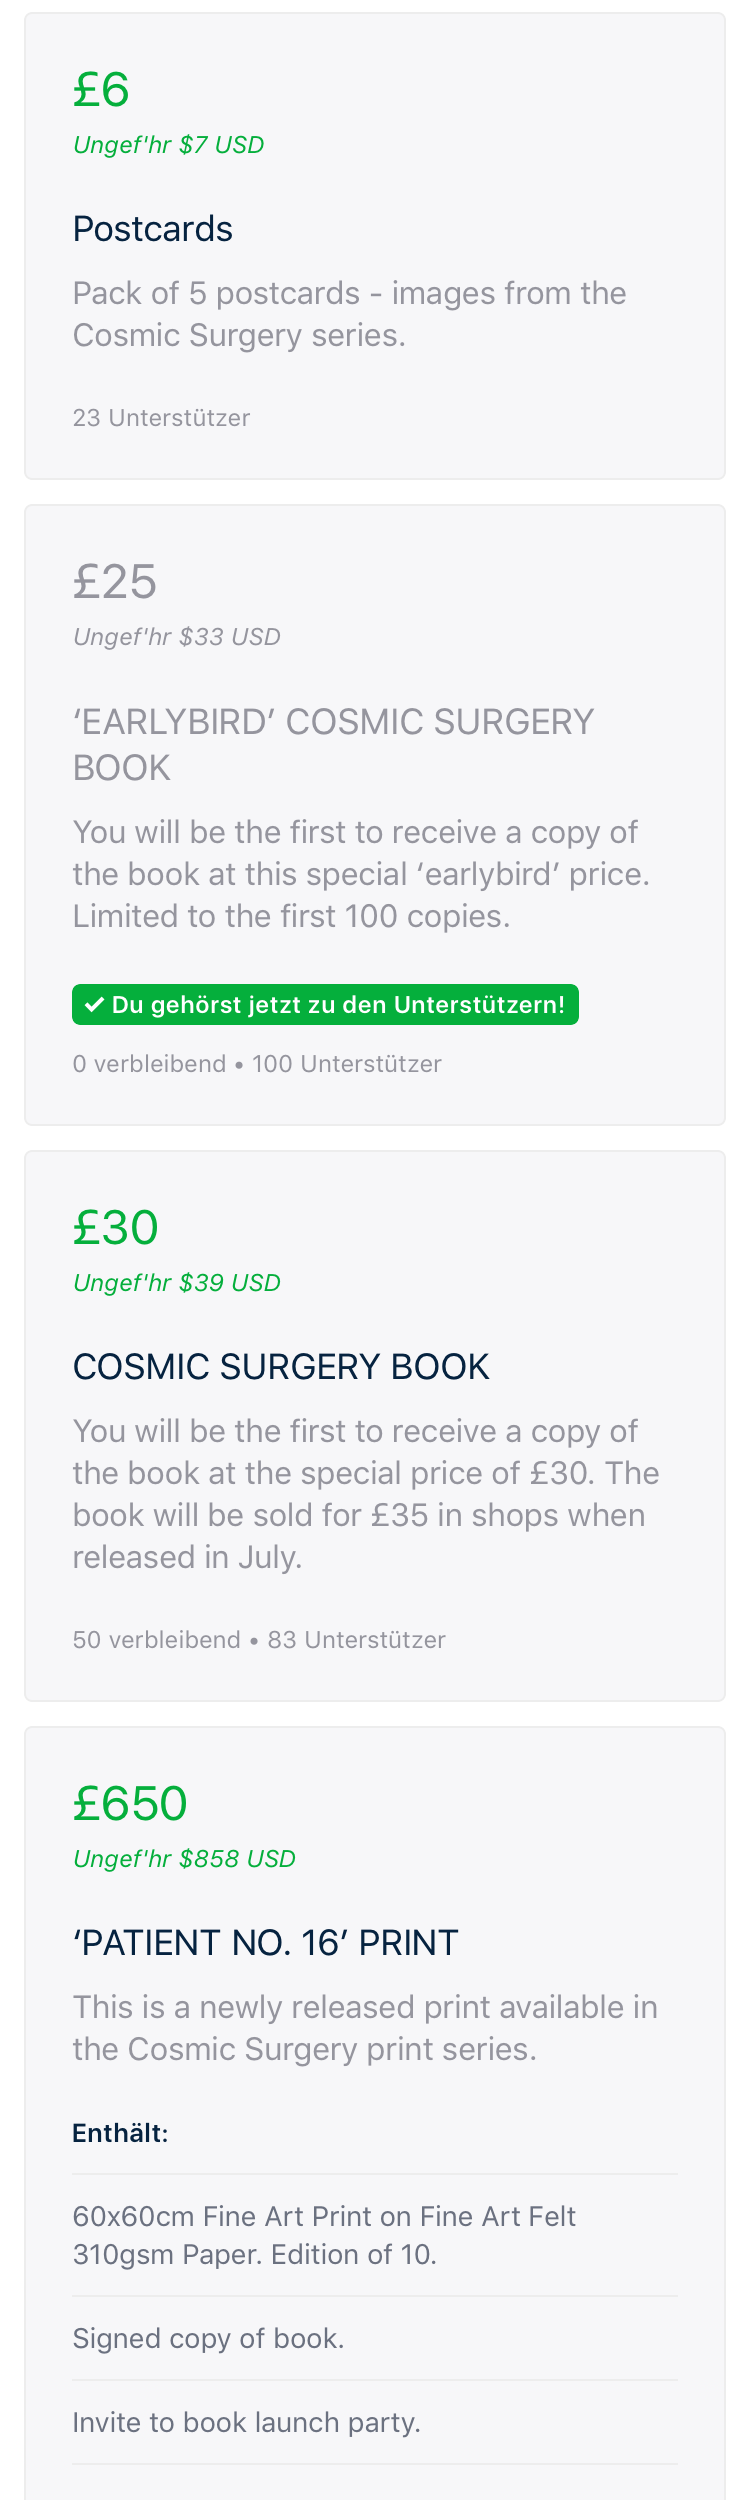 £6
Ungef'hr $7 USD
Postcards
Pack of 5 postcards - images from the
Cosmic Surgery series.
23 Unterstützer
£25
Ungef'hr $33 USD
‘EARLYBIRD’ COSMIC SURGERY
BOOK
You will be the first to receive a copy of
the book at this special ‘earlybird’ price.
Limited to the first 100 copies.
✓ Du gehörst jetzt zu den Unterstützern!
0 verbleibend • 100 Unterstützer
£30
Ungef'hr $39 USD
COSMIC SURGERY BOOK
You will be the first to receive a copy of
the book at the special price of £30. The
book will be sold for £35 in shops when
released in July.
50 verbleibend • 83 Unterstützer
£650
Ungef'hr $858 USD
‘PATIENT NO. 16’ PRINT
This is a newly released print available in
the Cosmic Surgery print series.
Enthält:
60x60cm Fine Art Print on Fine Art Felt
310gsm Paper. Edition of 10.
Signed copy of book.
Invite to book launch party.